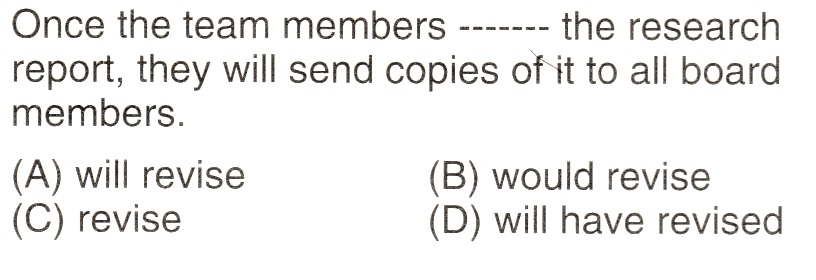 Once the team members ------- the research
report, they will send copies of it to all board
members.
(A) will revise (B) would revise
(C) revise (D) will have revised